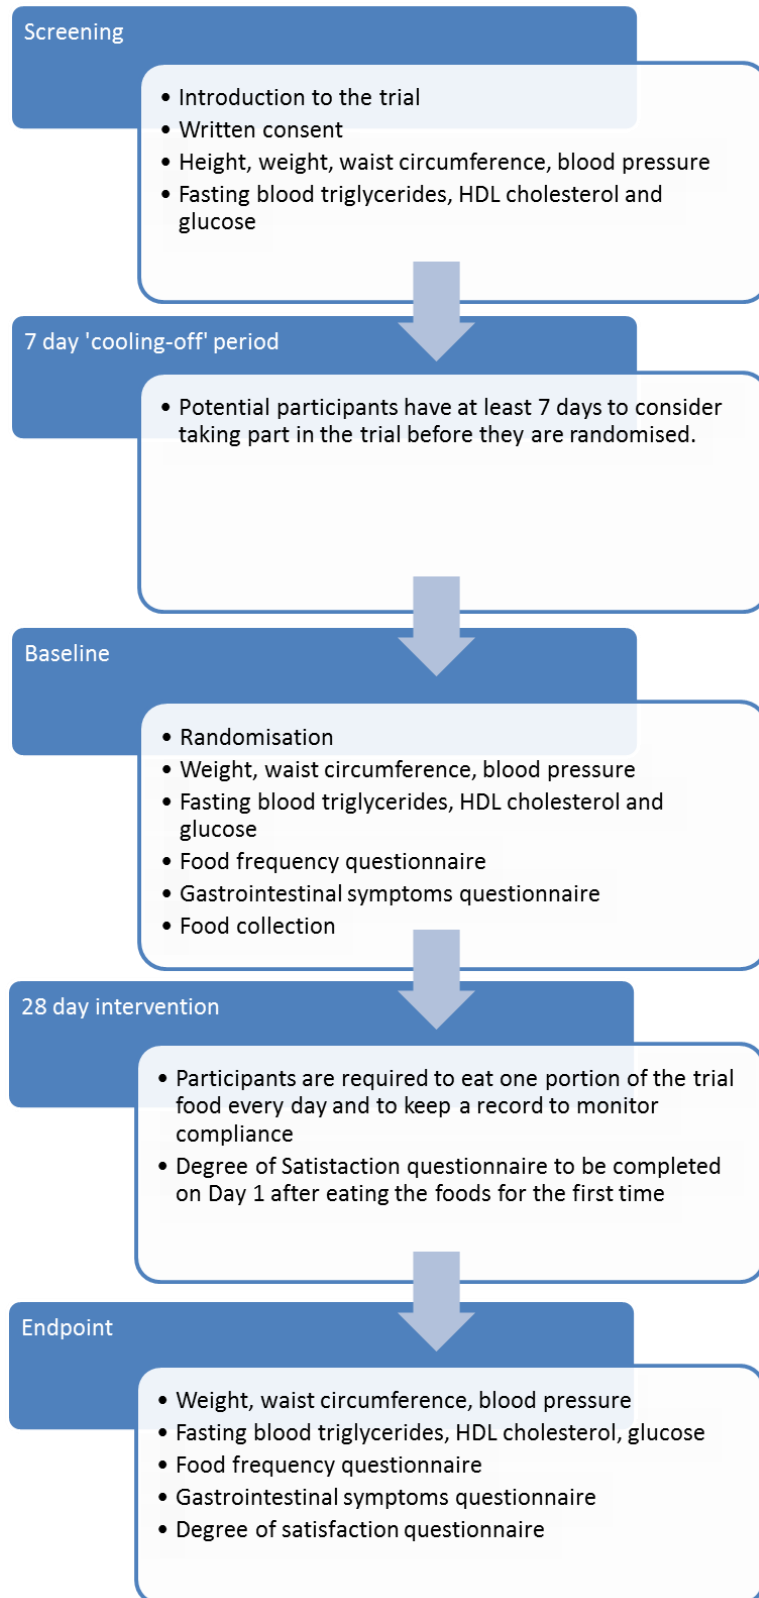 Screening
• Introduction to the trial
• Written consent
• Height, weight, waist circumference, blood pressure
• Fasting blood triglycerides, HDL cholesterol and
glucose
7 day 'cooling-off' period
• Potential participants have at least 7 days to consider
taking part in the trial before they are randomised.
Baseline
• Randomisation
• Weight, waist circumference, blood pressure
• Fasting blood triglycerides, HDL cholesterol and
glucose
• Food frequency questionnaire
• Gastrointestinal symptoms questionnaire
• Food collection
28 day intervention
• Participants are required to eat one portion of the trial
food every day and to keep a record to monitor
compliance
• Degree of Satistaction questionnaire to be completed
on Day 1 after eating the foods for the first time
Endpoint
• Weight, waist circumference, blood pressure
• Fasting blood triglycerides, HDL cholesterol, glucose
• Food frequency questionnaire
• Gastrointestinal symptoms questionnaire
• Degree of satisfaction questionnaire